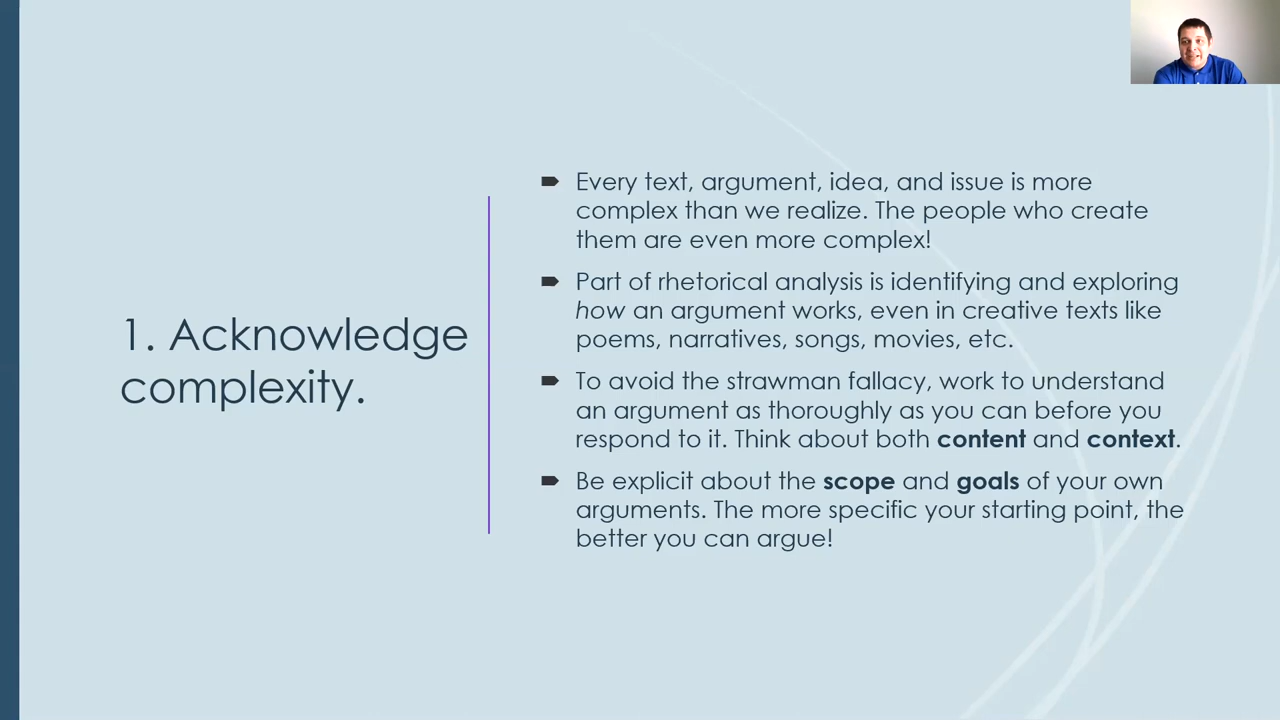 1. Acknowledge
complexity.
Every text, argument, idea, and issue is more
complex than we realize. The people who create
them are even more complex!
Part of rhetorical analysis is identifying and exploring
how an argument works, even in creative texts like
poems, narratives, songs, movies, etc.
To avoid the strawman fallacy, work to understand
an argument as thoroughly as you can before you
respond to it. Think about both content and context.
Be explicit about the scope and goals of your own
arguments. The more specific your starting point, the
better you can argue!